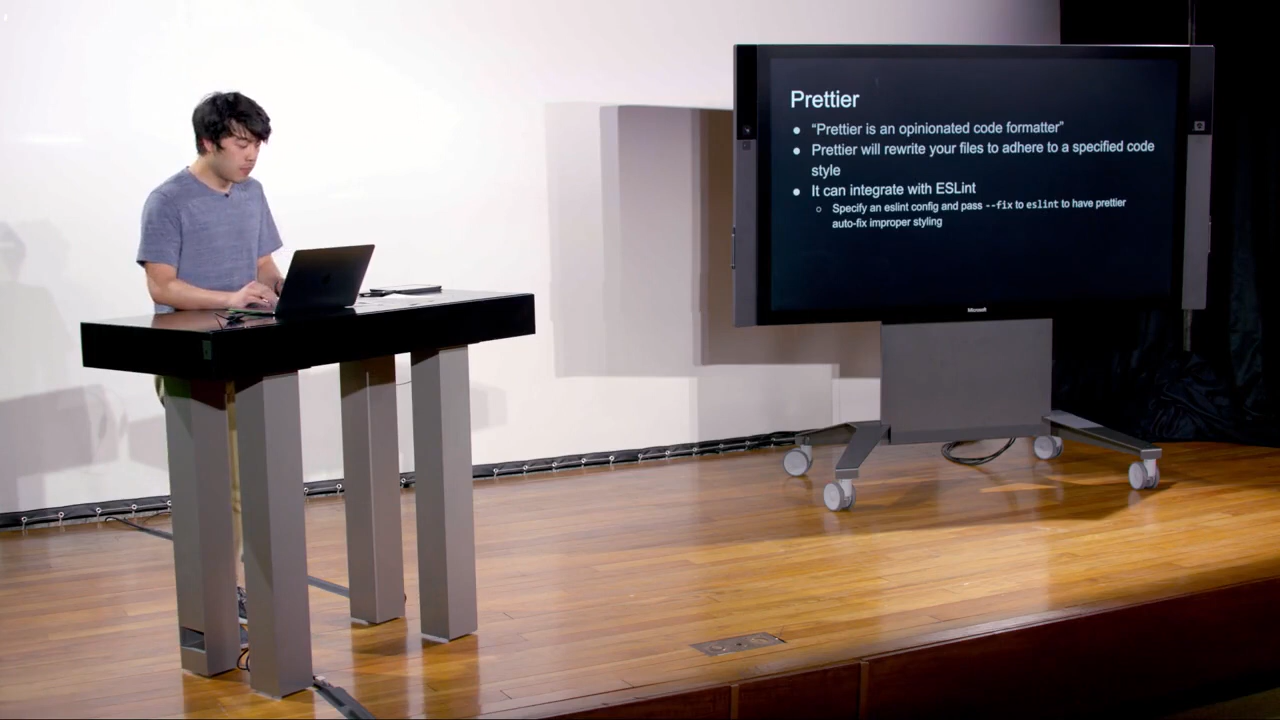 Prettier
● “Prettier is an opinionated code formatter”
● Prettier will rewrite your files to adhere to a specified code
style
● It can integrate with ESLint
○ Specify an eslint config and pass --fix to eslint to have prettier
auto-fix improper styling
Microsoft